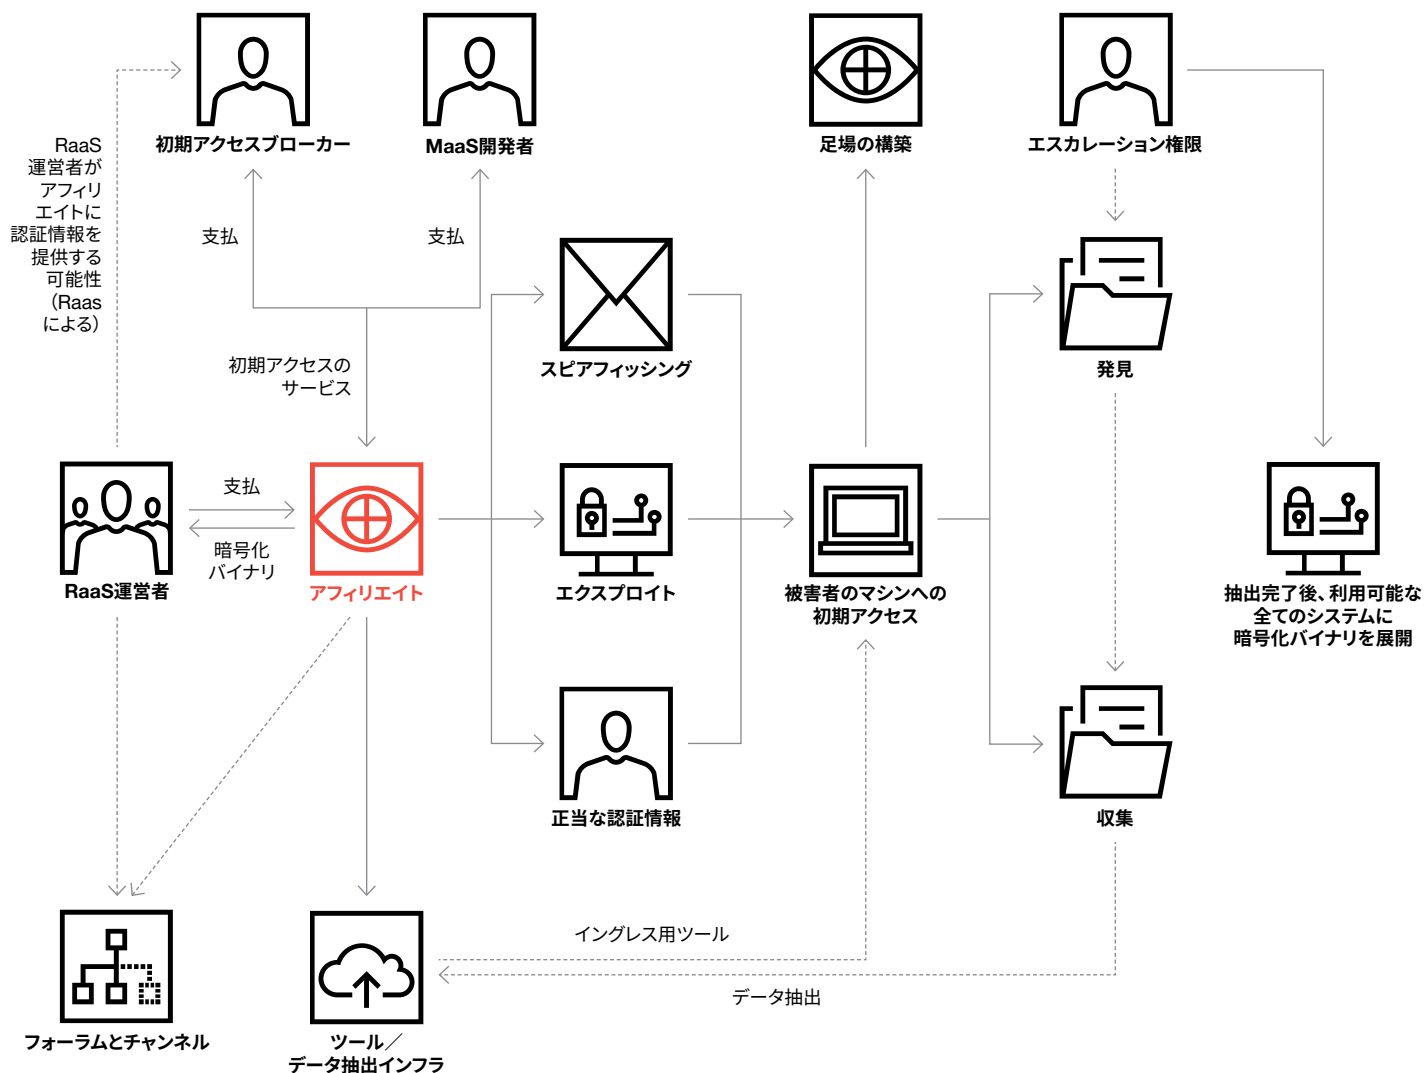 初期アクセスブローカー
MaaS開発者
足場の構築
エスカレーション権限
RaaS
運営者が
アフィリ
エイトに
認証情報を
提供する
可能性
（Raas
による）
支払
支払
初期アクセスの
サービス
スピアフィッシング
発見
支払
暗号化
バイナリ
RaaS運営者
アフィリエイト
エクスプロイト
被害者のマシンへの
初期アクセス
抽出完了後、利用可能な
全てのシステムに
暗号化バイナリを展開
正当な認証情報
収集
イングレス用ツール
データ抽出
フォーラムとチャンネル
ツール／
データ抽出インフラ